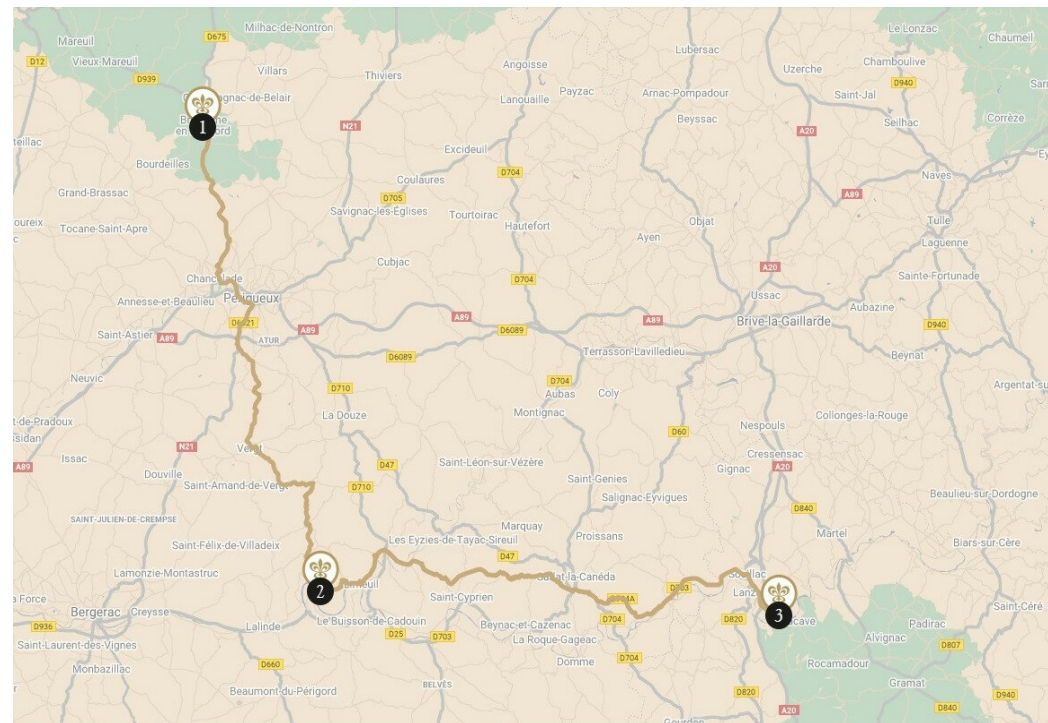 Milhac-de-Nontron
Le Lonzac
D675
Mareuil
Chaumeil
D12
Vieux-Mareuil
Angoisse
Lubersac
Chamboulive
Villars
Thiviers
Uzerche
D939
D940
Payzac
Arnac-Pompadour
Saint-Jal
Lanouaille
Corrèze
Beyssac
Seilhac
1
N21
A20
Excideuil
Bourdeilles
D704
Naves
Coulaures
Grand-Brassac
D705
A89
Savignac-les-Églises
Tourtoirac
Tulle
Objat
Tocane-Saint-Apre
Hautefort
Ayen
Laguenne
Cubjac
A20
Sainte-Fortunade
D704
Périgueux
Ussac
Annesse-et-Beaulieu
Aubazine
A89
A89
Brive-la-Gaillarde
D940
A89
D6089
Saint-Astier
A89
ATUR
Terrasson-Lavilledieu
D6089
Beynat
Neuvic
D704
D710
Aubas
Coly
Montignac
La Douze
Collonges-la-Rouge
Nespouls
D60
N21
Vergt
Cressensac
Issac
Saint-Léon-sur-Vézère
A89
D47
Gignac
A20
Douville
Saint-Genies
Saint-Amand-de-Vergt
D710
Salignac-Eyvigues
Beaulieu-sur-Dordogne
D840
SAINT-JULIEN-DE-CREMPSE
Marquay
Martel
Proissans
Saint-Félix-de-Villadeix
Les Eyzies-de-Tayac-Sireuil
Biars-sur-Cère
D47
Lamonzie-Montastruc
2
Saint-Cyprien
Saint-Céré
Bergerac
Creysse
3
D936
Lalinde
Le Buisson-de-Cadouin
D704
D820
Padirac
Beynac-et-Cazenac
D25
D703
Alvignac
D807
Saint-Laurent-des-Vignes
La Roque-Gageac
Monbazillac
D660
Domme
D704
Rocamadour
BELVÈS
Gramat
Beaumont-du-Périgord
D820
D940
A20
D840